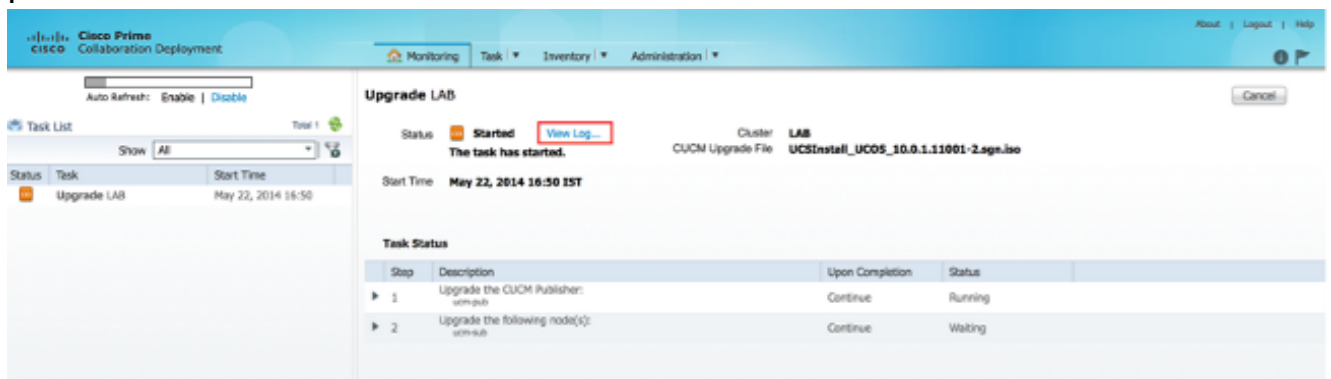 Cisco Prime
CISCO Collaboration Deployment
About | Logout | Help
Monitoring Task Inventory Administration
Auto Refresh: Enable | Disable
Task List Total 1
Show All
Status Task Start Time
Upgrade LAB May 22, 2014 16:50
Upgrade LAB Cancel
Status Started View Log... Cluster LAB
The task has started. CUCM Upgrade File UCSInstall_UCOS_10.0.1.11001-2.sgn.iso
Start Time May 22, 2014 16:50 IST
Task Status
Step Description Upon Completion Status
1 Upgrade the CUCM Publisher: Continue Running
ucm-pub
2 Upgrade the following node(s): Continue Waiting
ucm-sub